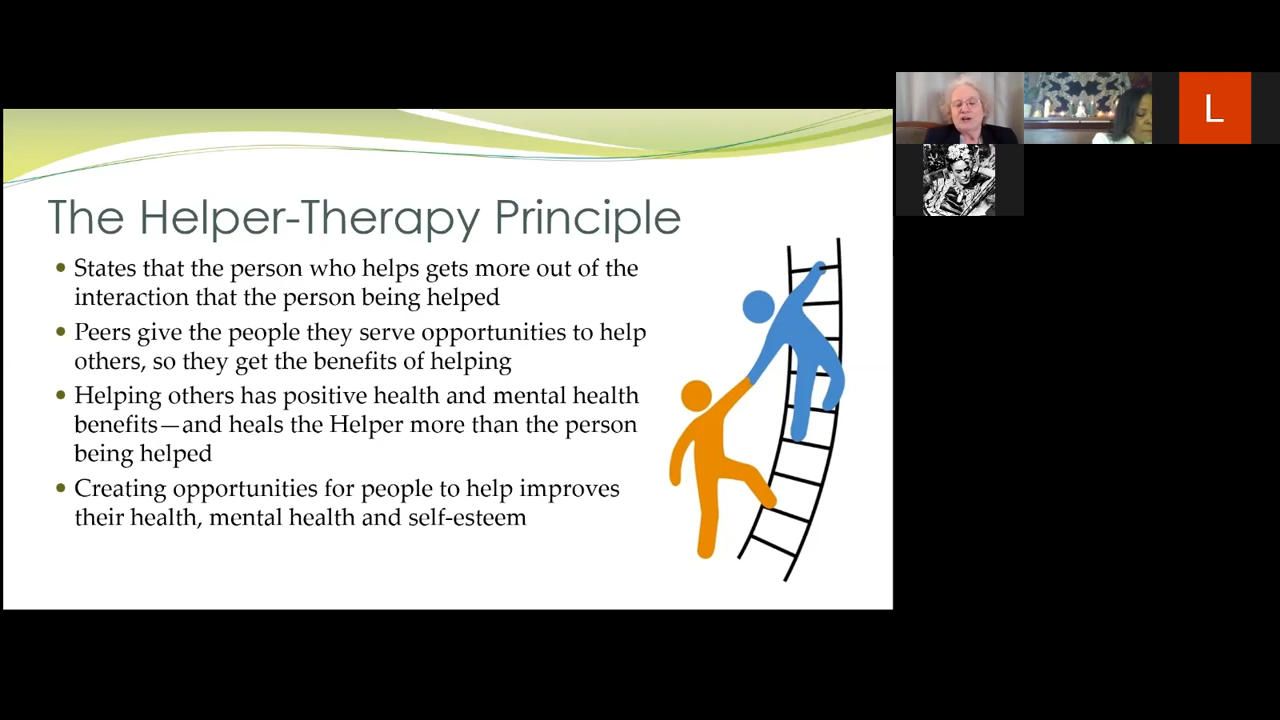 The Helper-Therapy Principle
• States that the person who helps gets more out of the
interaction that the person being helped
• Peers give the people they serve opportunities to help
others, so they get the benefits of helping
• Helping others has positive health and mental health
benefits—and heals the Helper more than the person
being helped
• Creating opportunities for people to help improves
their health, mental health and self-esteem
L